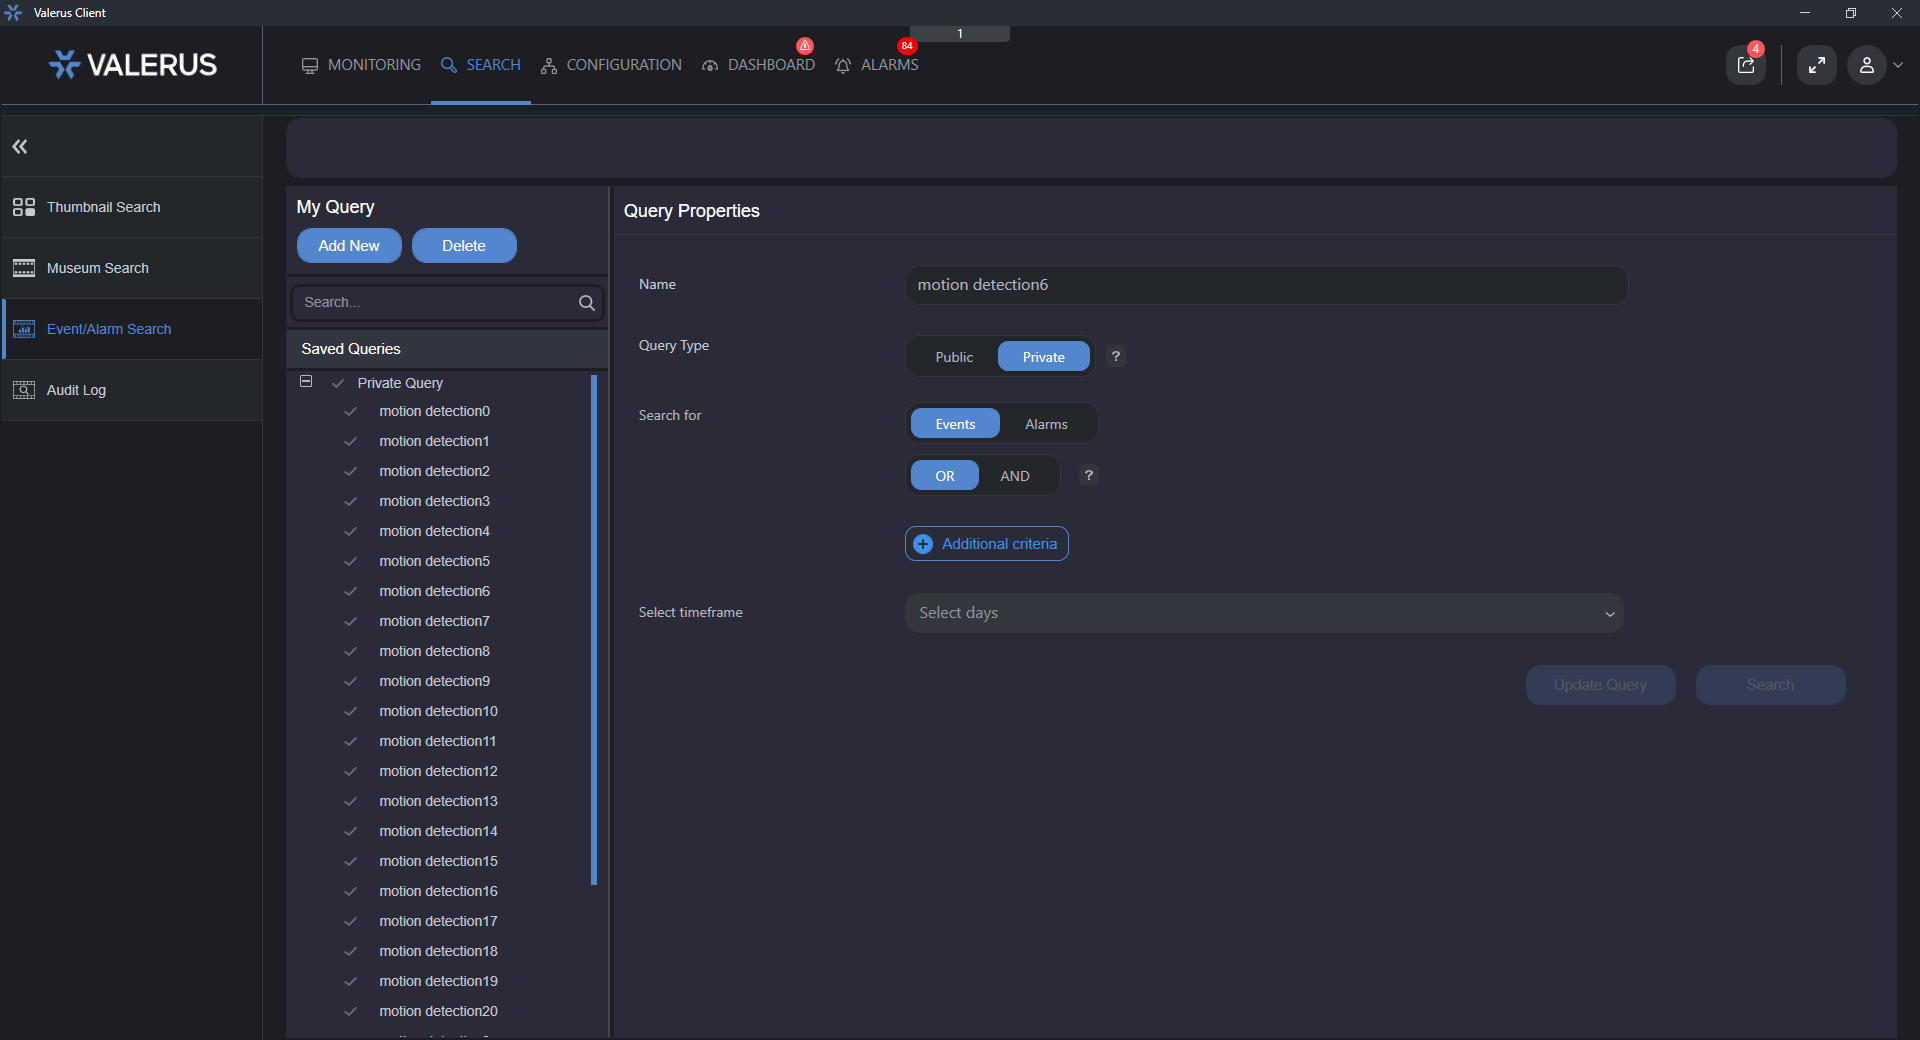 Valerus Client
1
VALERUS
MONITORING
SEARCH
CONFIGURATION
DASHBOARD
84
ALARMS
4
Thumbnail Search
Museum Search
Event/Alarm Search
Audit Log
My Query
Add New
Delete
Search...
Saved Queries
Private Query
motion detection0
motion detection1
motion detection2
motion detection3
motion detection4
motion detection5
motion detection6
motion detection7
motion detection8
motion detection9
motion detection10
motion detection11
motion detection12
motion detection13
motion detection14
motion detection15
motion detection16
motion detection17
motion detection18
motion detection19
motion detection20
Query Properties
Name
motion detection6
Query Type
Public
Private
?
Search for
Events
Alarms
OR
AND
?
Additional criteria
Select timeframe
Select days
Update Query
Search